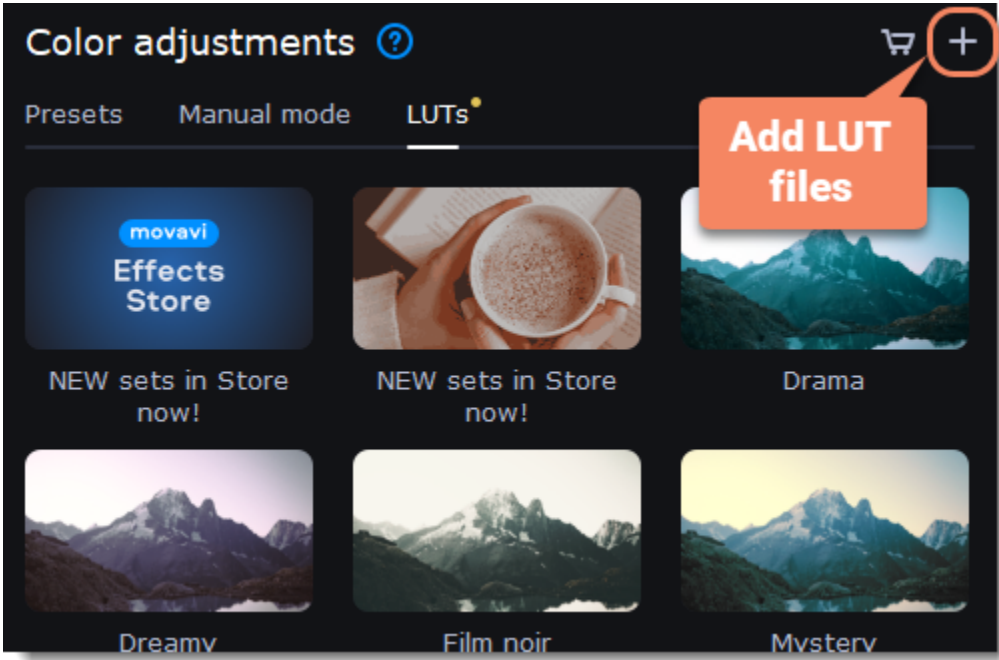 Color adjustments
Presets Manual mode LUTs
Add LUT
files
movavi
Effects
Store
NEW sets in Store
now!
NEW sets in Store
now!
Drama
Dreamy
Film noir
Mystery